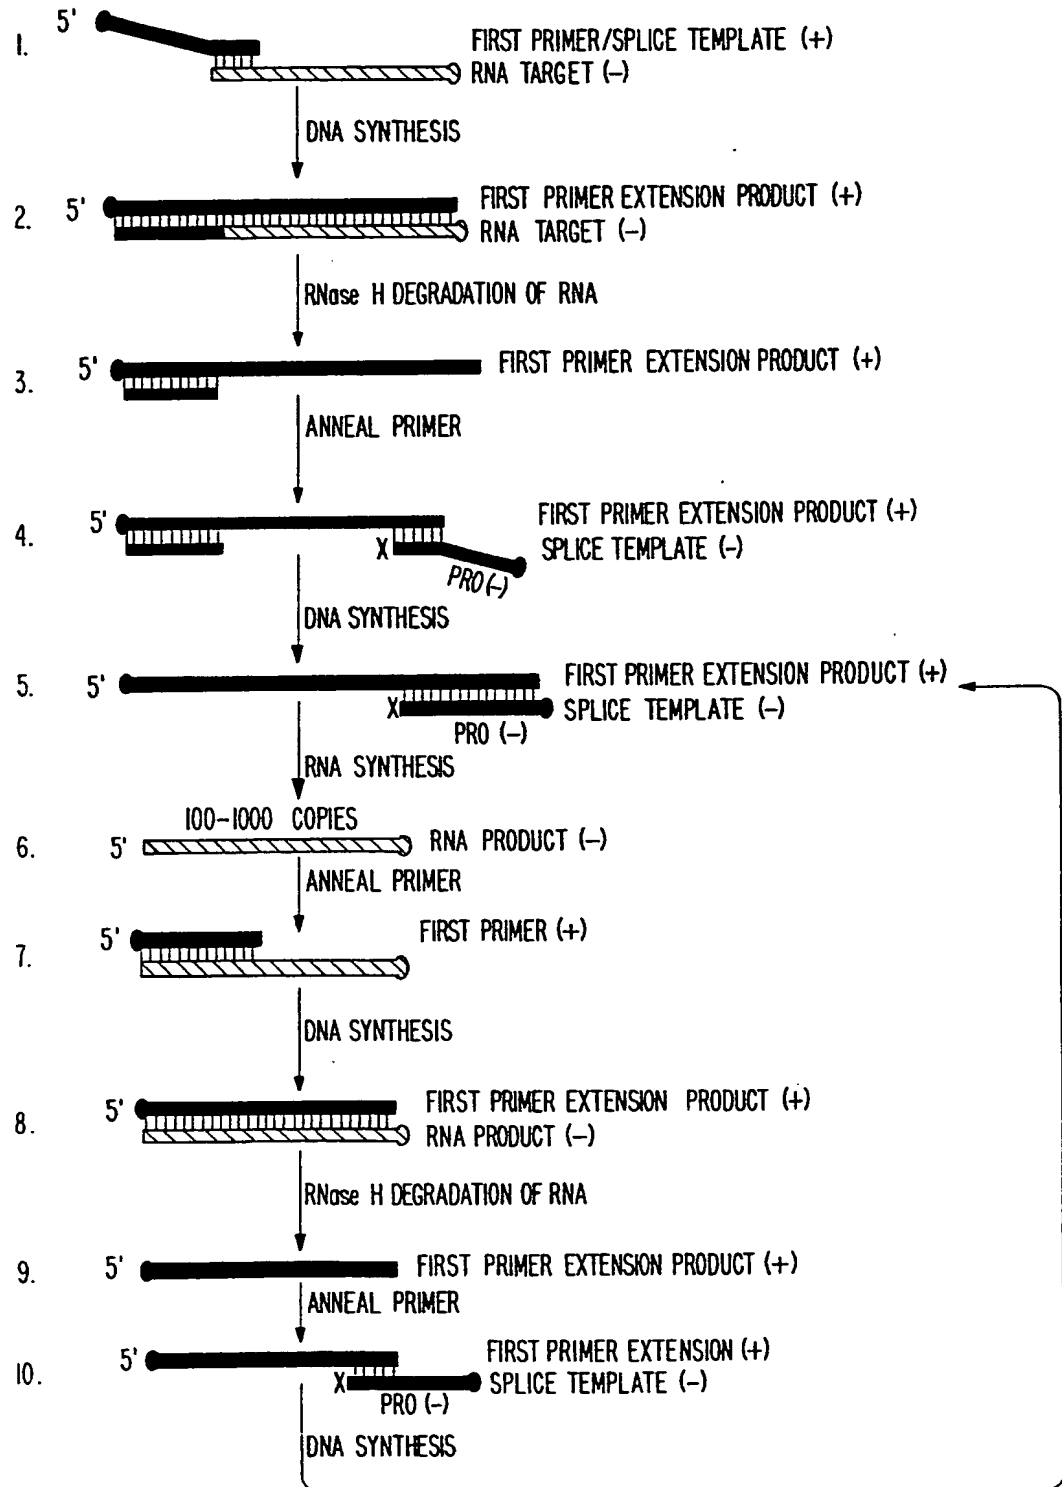 1.
5'
FIRST PRIMER/SPLICE TEMPLATE (+)
RNA TARGET (-)
DNA SYNTHESIS
2.
5'
FIRST PRIMER EXTENSION PRODUCT (+)
RNA TARGET (-)
RNase H DEGRADATION OF RNA
3.
5'
FIRST PRIMER EXTENSION PRODUCT (+)
ANNEAL PRIMER
4.
5'
FIRST PRIMER EXTENSION PRODUCT (+)
X
SPLICE TEMPLATE (-)
PRO (-)
DNA SYNTHESIS
5.
5'
FIRST PRIMER EXTENSION PRODUCT (+)
X
SPLICE TEMPLATE (-)
PRO (-)
RNA SYNTHESIS
100-1000 COPIES
6.
5'
RNA PRODUCT (-)
ANNEAL PRIMER
7.
5'
FIRST PRIMER (+)
DNA SYNTHESIS
8.
5'
FIRST PRIMER EXTENSION PRODUCT (+)
RNA PRODUCT (-)
RNase H DEGRADATION OF RNA
9.
5'
FIRST PRIMER EXTENSION PRODUCT (+)
ANNEAL PRIMER
10.
5'
FIRST PRIMER EXTENSION (+)
X
SPLICE TEMPLATE (-)
PRO (-)
DNA SYNTHESIS